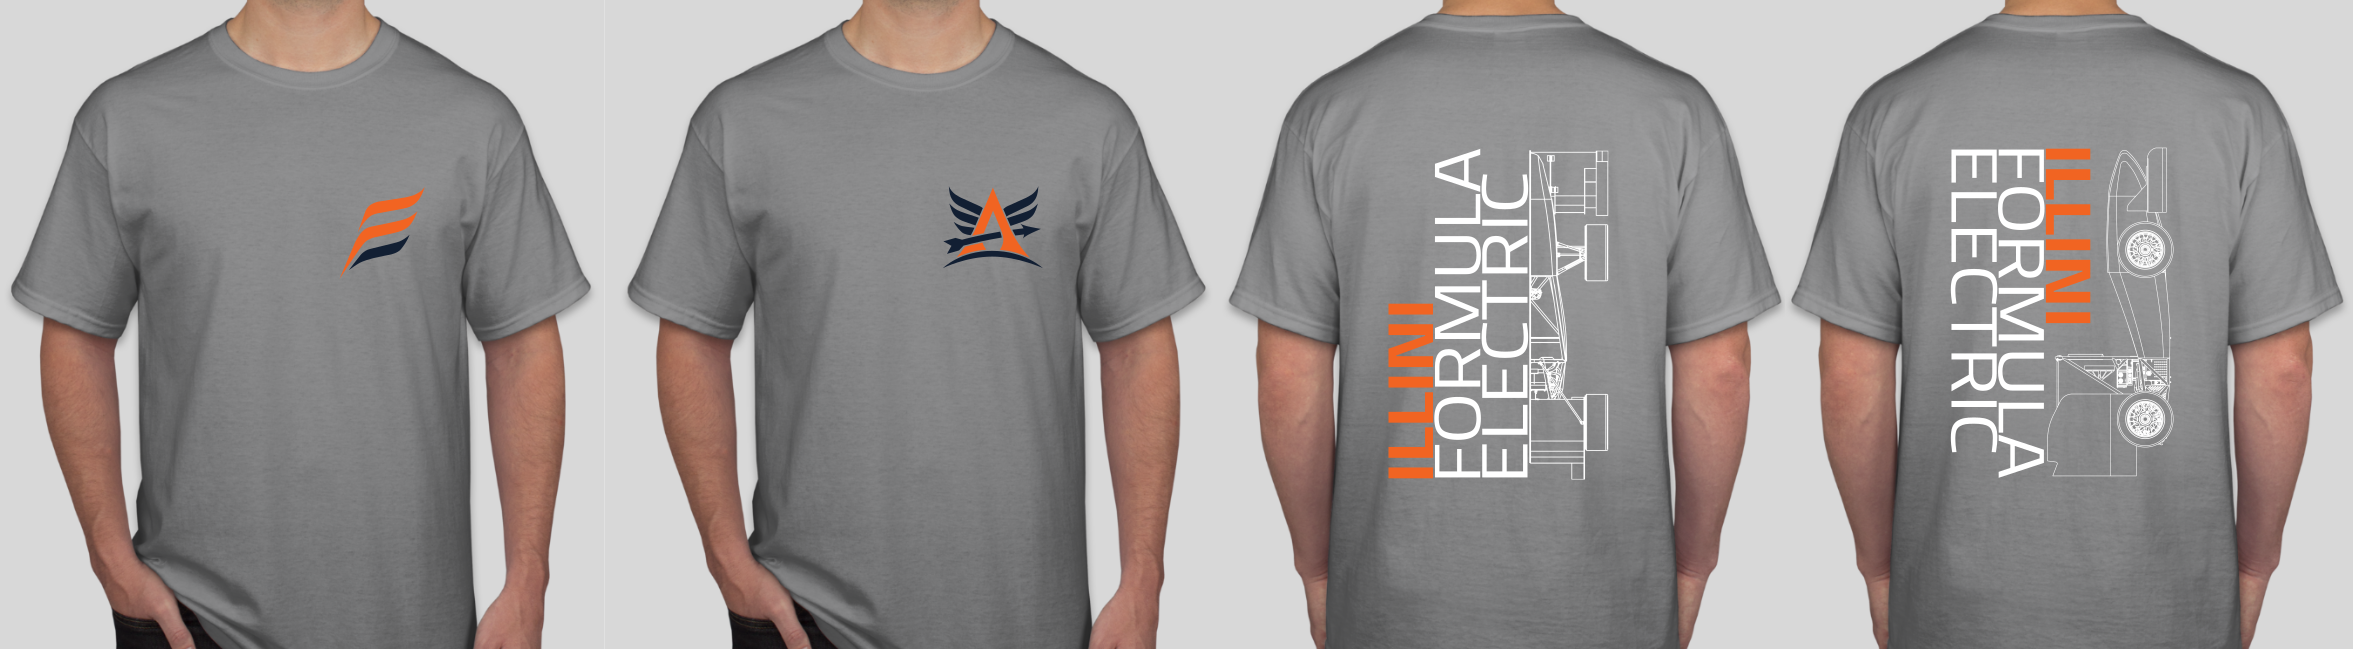 A
ILLINI
FORMULA
ELECTRIC
ILLINI
FORMULA
ELECTRIC